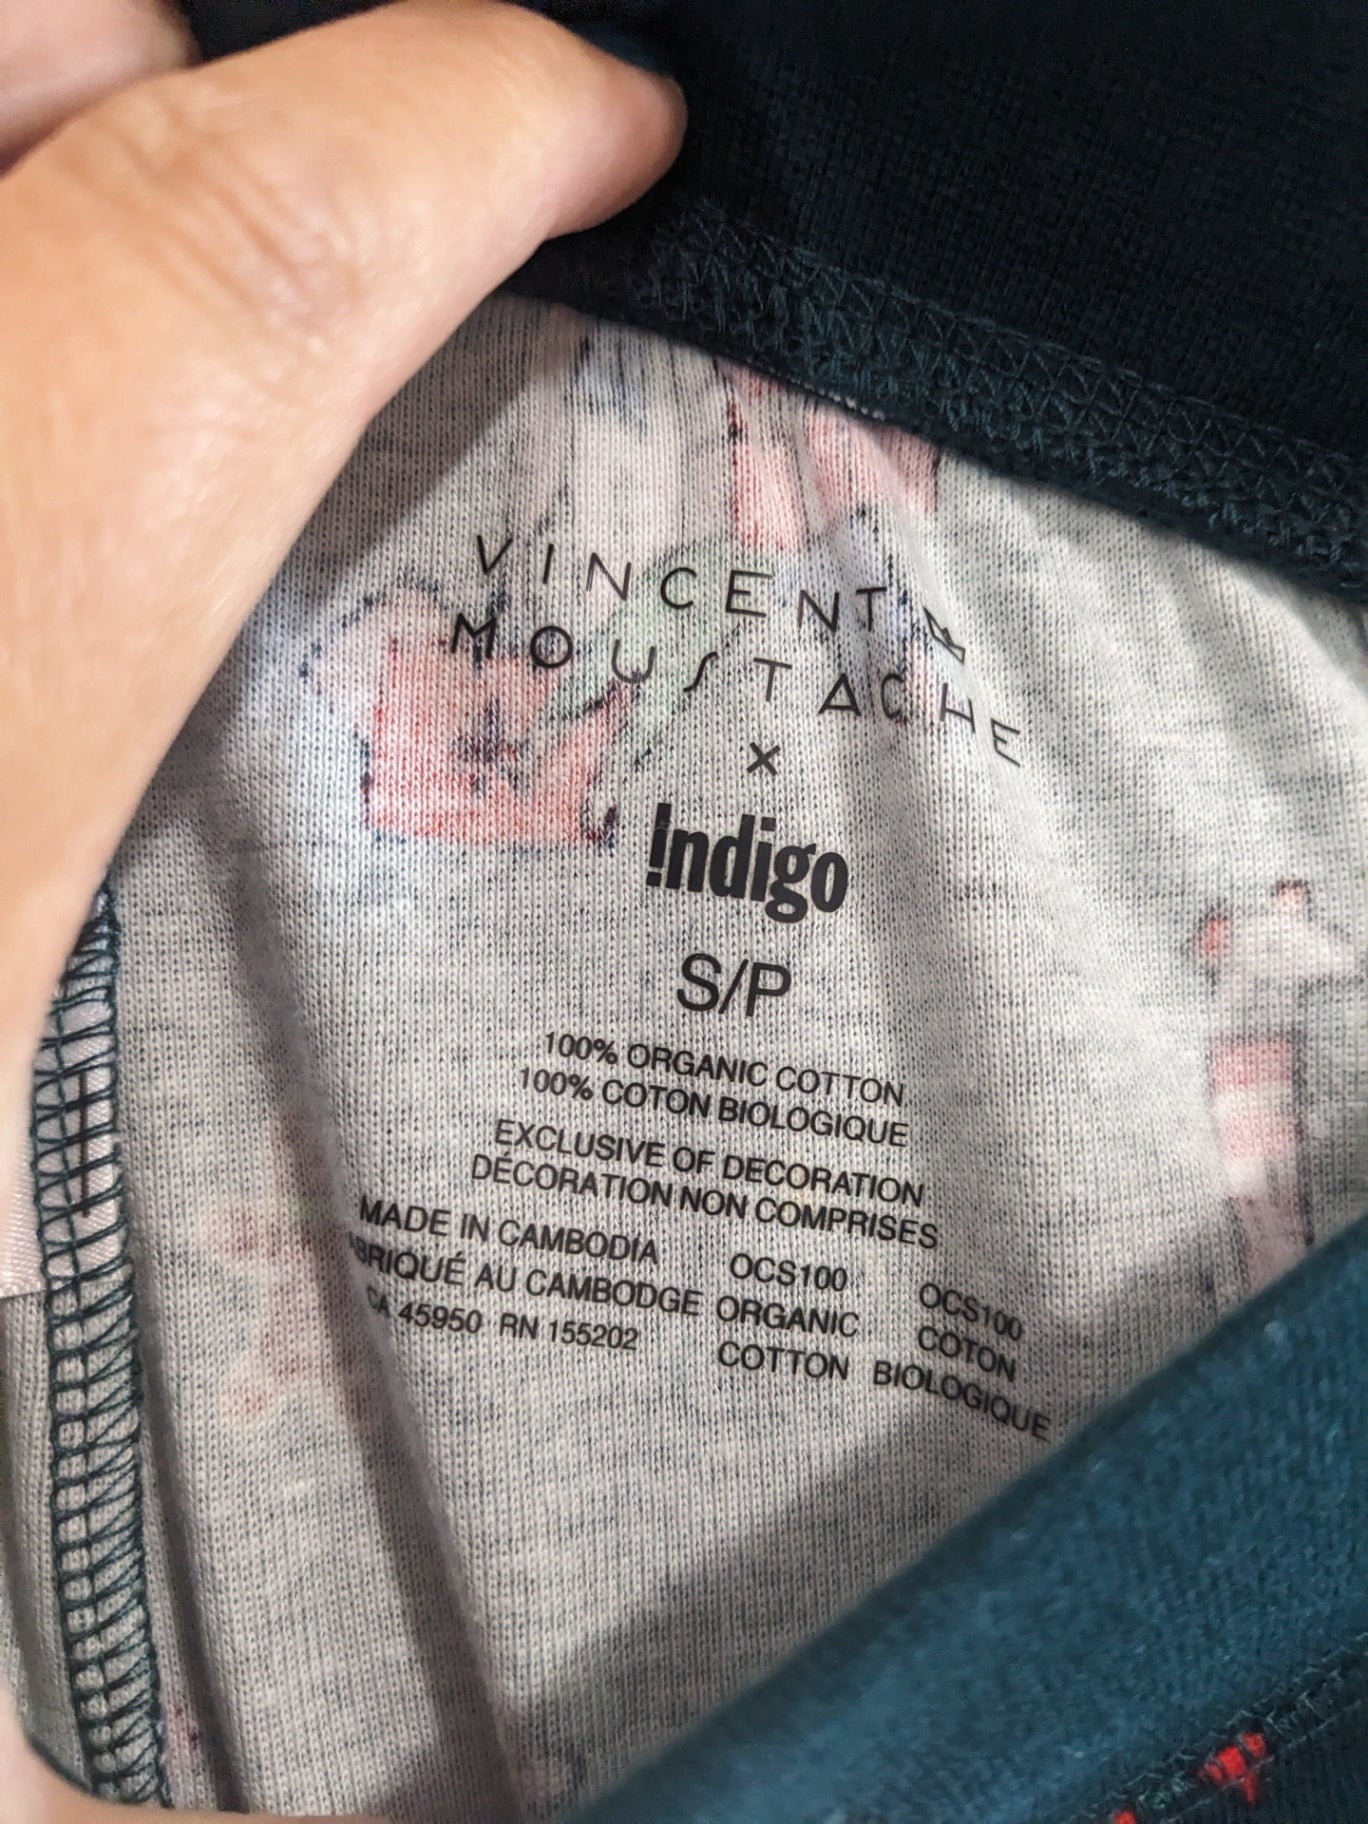 VINCENT
MOUSTACHE
×
!ndigo
S/P
100% ORGANIC COTTON
100% COTON BIOLOGIQUE
EXCLUSIVE OF DECORATION
DÉCORATION NON COMPRISES
MADE IN CAMBODIA
ABRIQUÉ AU CAMBODGE
CA 45950 RN 155202
OCS100
ORGANIC
COTTON
OCS100
COTON
BIOLOGIQUE